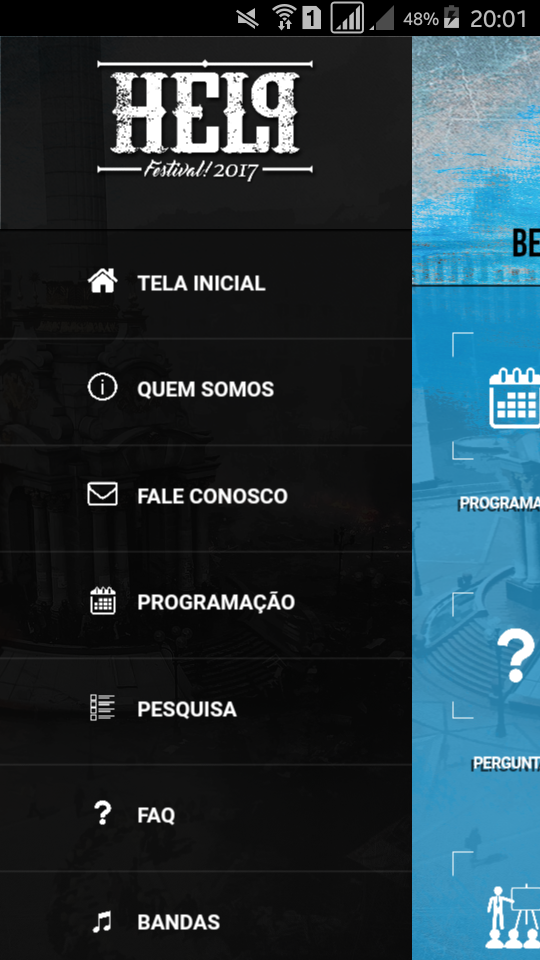 1 48% 20:01
HELP
Festival! 2017
BE
TELA INICIAL
QUEM SOMOS
FALE CONOSCO
PROGRAMA
PROGRAMAÇÃO
PESQUISA
PERGUNT
FAQ
BANDAS